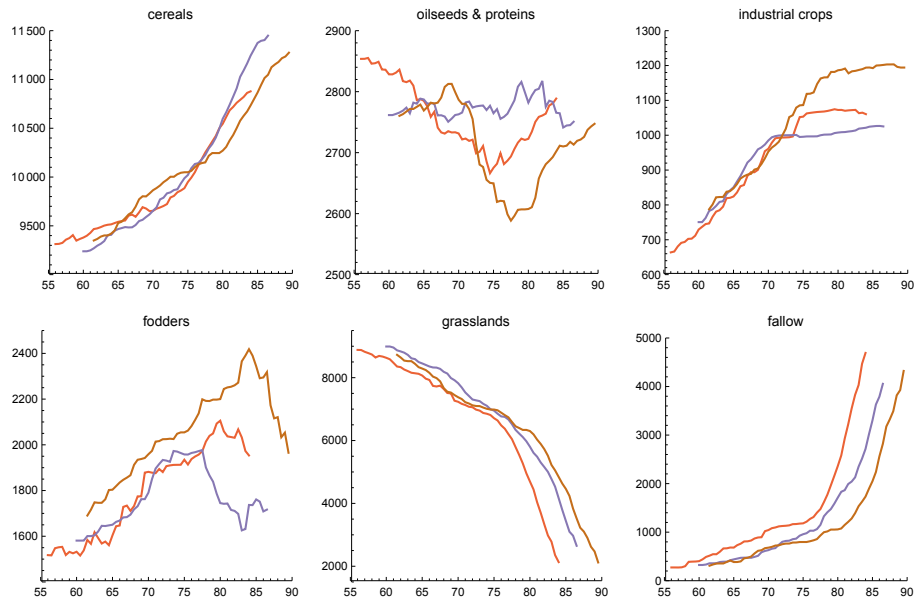 cereals
11 500
11 000
10 500
10 000
9500
55 60 65 70 75 80 85 90
oilseeds & proteins
2900
2800
2700
2600
2500
55 60 65 70 75 80 85 90
industrial crops
1300
1200
1100
1000
900
800
700
600
55 60 65 70 75 80 85 90
fodders
2400
2200
2000
1800
1600
55 60 65 70 75 80 85 90
grasslands
8000
6000
4000
2000
55 60 65 70 75 80 85 90
fallow
5000
4000
3000
2000
1000
0
55 60 65 70 75 80 85 90